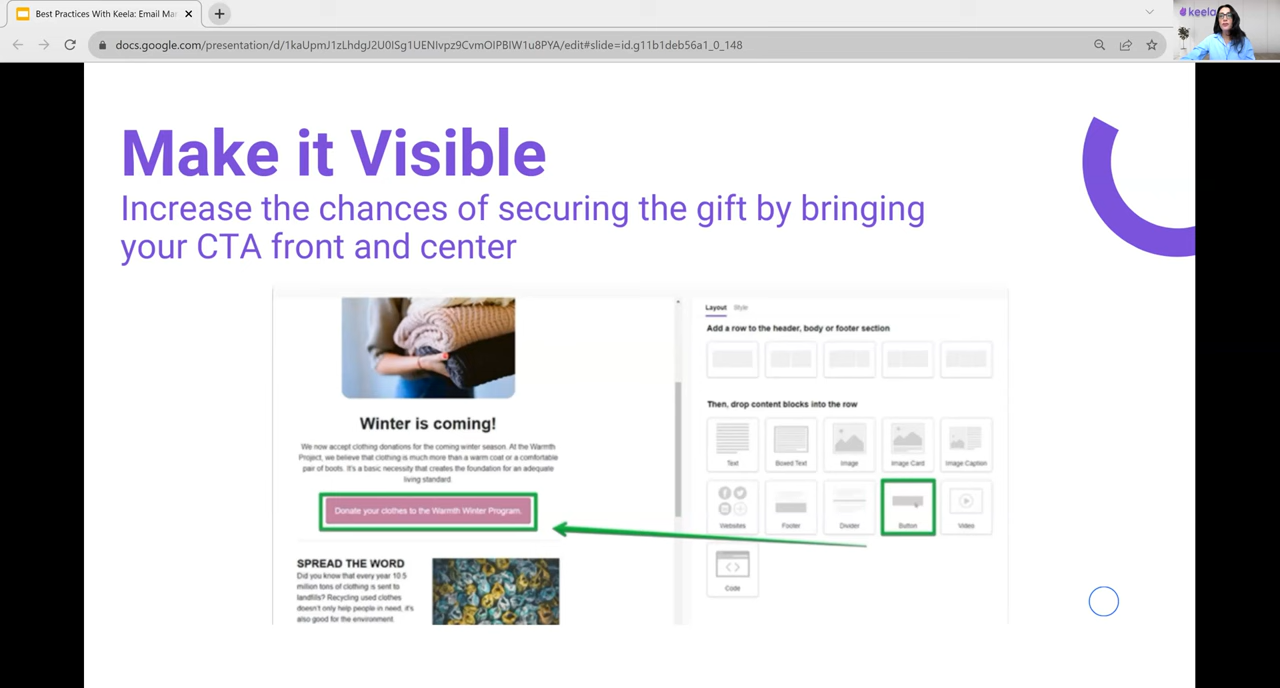 Best Practices With Keela: Email Mar
docs.google.com/presentation/d/1kaUpmJ1zLhdgJ2U0ISg1UENIvpz9CvmOIPBIW1u8PYA/edit#slide=id.g11b1deb56a1_0_148
keela
Make it Visible
Increase the chances of securing the gift by bringing
your CTA front and center
Winter is coming!
We now accept clothing donations for the coming winter season. At the Warmth
Project, we believe that clothing is much more than a warm coat or a comfortable
pair of boots. It's a basic necessity that creates the foundation for an adequate
living standard.
Donate your clothes to the Warmth Winter Program.
SPREAD THE WORD
Did you know that every year 10.5
million tons of clothing is sent to
landfills? Recycling used clothes
doesn't only help people in need, it's
also good for the environment.
Layout Style
Add a row to the header, body or footer section
Then, drop content blocks into the row
Text Boxed Text Image Image Card Image Caption
Websites Footer Divider Button Video
Code